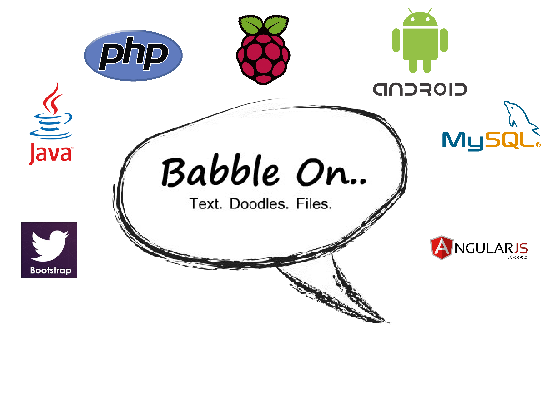 php
ANDROID
Java
MySQL
Babble On..
Text. Doodles. Files.
Bootstrap
ANGULARJS